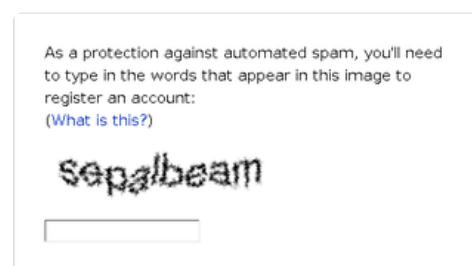 As a protection against automated spam, you'll need
to type in the words that appear in this image to
register an account:
(What is this?)
sepalbeam